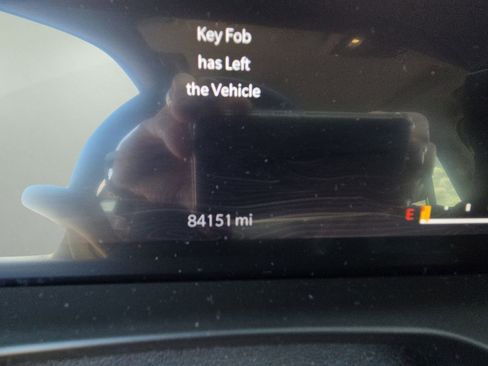 Key Fob
has Left
the Vehicle
84151 mi
E